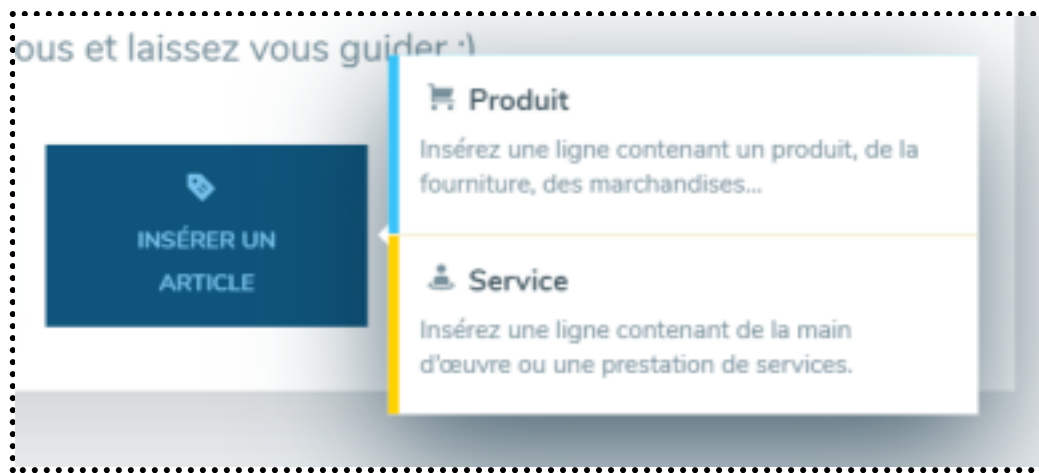 ous et laissez vous guider :)
Produit
Insérez une ligne contenant un produit, de la
fourniture, des marchandises...
INSÉRER UN
ARTICLE
Service
Insérez une ligne contenant de la main
d'œuvre ou une prestation de services.